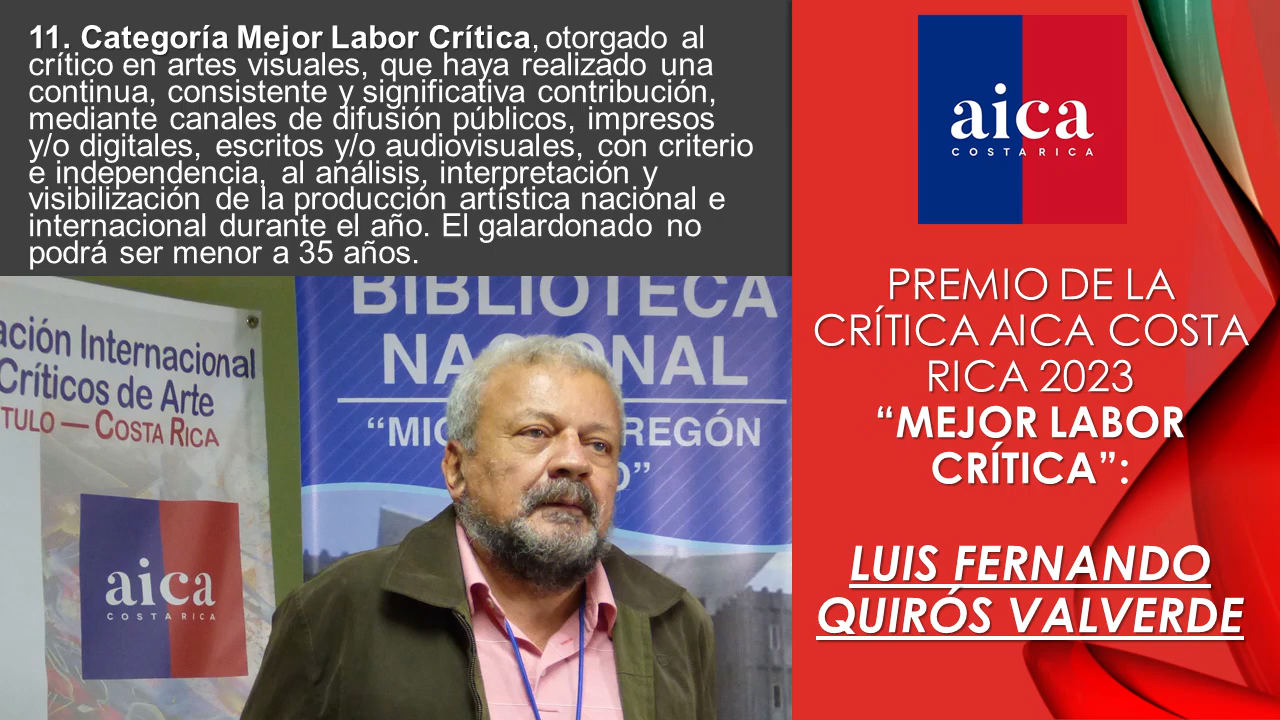 11. Categoría Mejor Labor Crítica, otorgado al
crítico en artes visuales, que haya realizado una
continua, consistente y significativa contribución,
mediante canales de difusión públicos, impresos
y/o digitales, escritos y/o audiovisuales, con criterio
e independencia, al análisis, interpretación y
visibilización de la producción artística nacional e
internacional durante el año. El galardonado no
podrá ser menor a 35 años.
aica
COSTA RICA
PREMIO DE LA
CRÍTICA AICA COSTA
RICA 2023
“MEJOR LABOR
CRÍTICA”:
LUIS FERNANDO
QUIRÓS VALVERDE
ación Internacional
Críticos de Arte
TULO — COSTA RICA
aica
COSTA RICA
BIBLIOTECA
NACIONAL